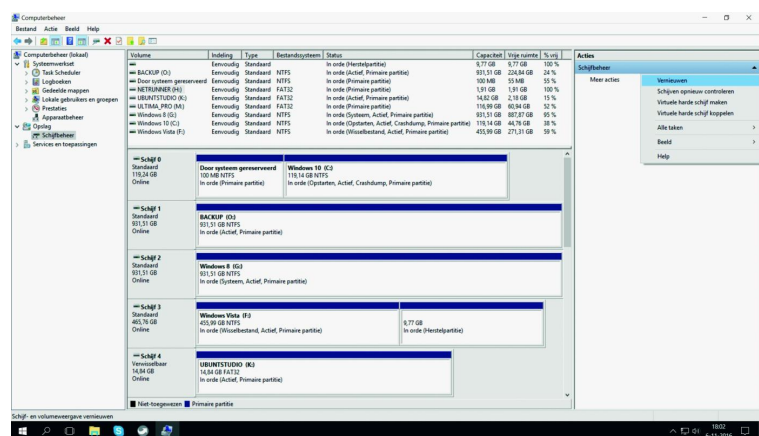 Computerbeheer
Bestand Actie Beeld Help
Computerbeheer (lokaal)
Systeemwerkset
Task Scheduler
Logboeken
Gedeelde mappen
Lokale gebruikers en groepen
Prestaties
Apparaatbeheer
Opslag
Schijfbeheer
Services en toepassingen
Volume Indeling Type Bestandssysteem Status Capaciteit Vrije ruimte % vrij
Eenvoudig Standaard In orde (Herstelpartitie) 9,77 GB 9,77 GB 100 %
BACKUP (O:) Eenvoudig Standaard NTFS In orde (Actief, Primaire partitie) 931,51 GB 224,84 GB 24 %
Door systeem gereserveerd Eenvoudig Standaard NTFS In orde (Primaire partitie) 100 MB 55 MB 55 %
NETRUNNER (H:) Eenvoudig Standaard FAT32 In orde (Primaire partitie) 1,91 GB 1,91 GB 100 %
UBUNTSTUDIO (K:) Eenvoudig Standaard FAT32 In orde (Actief, Primaire partitie) 14,82 GB 2,18 GB 15 %
ULTIMA_PRO (M:) Eenvoudig Standaard FAT32 In orde (Primaire partitie) 116,99 GB 60,94 GB 52 %
Windows 8 (G:) Eenvoudig Standaard NTFS In orde (Systeem, Actief, Primaire partitie) 931,51 GB 887,87 GB 95 %
Windows 10 (C:) Eenvoudig Standaard NTFS In orde (Opstarten, Actief, Crashdump, Primaire partitie) 119,14 GB 44,76 GB 38 %
Windows Vista (F:) Eenvoudig Standaard NTFS In orde (Wisselbestand, Actief, Primaire partitie) 455,99 GB 271,31 GB 59 %
Schijf 0
Standaard
119,24 GB
Online
Door systeem gereserveerd
100 MB NTFS
In orde (Primaire partitie)
Windows 10 (C:)
119,14 GB NTFS
In orde (Opstarten, Actief, Crashdump, Primaire partitie)
Schijf 1
Standaard
931,51 GB
Online
BACKUP (O:)
931,51 GB NTFS
In orde (Actief, Primaire partitie)
Schijf 2
Standaard
931,51 GB
Online
Windows 8 (G:)
931,51 GB NTFS
In orde (Systeem, Actief, Primaire partitie)
Schijf 3
Standaard
465,76 GB
Online
Windows Vista (F:)
455,99 GB NTFS
In orde (Wisselbestand, Actief, Primaire partitie)
9,77 GB
In orde (Herstelpartitie)
Schijf 4
Verwisselbaar
14,84 GB
Online
UBUNTSTUDIO (K:)
14,84 GB FAT32
In orde (Actief, Primaire partitie)
Niet-toegewezen Primaire partitie
Acties
Schijfbeheer
Meer acties
Vernieuwen
Schijven opnieuw controleren
Virtuele harde schijf maken
Virtuele harde schijf koppelen
Alle taken
Beeld
Help
Schijf- en volumeweergave vernieuwen
18:02
6-11-2016